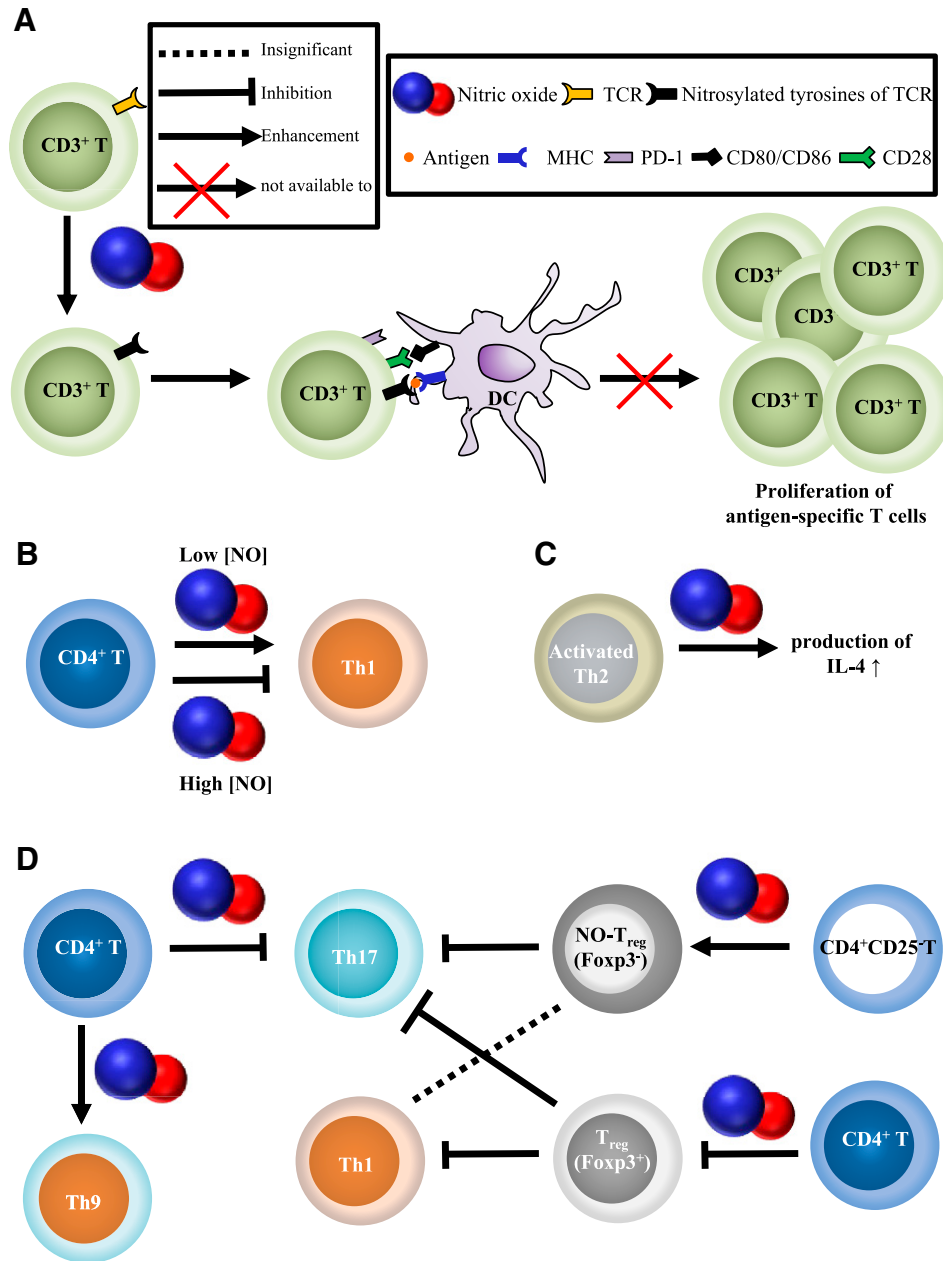 A
Insignificant
Inhibition
Enhancement
not available to
Nitric oxide TCR Nitrosylated tyrosines of TCR
Antigen MHC PD-1 CD80/CD86 CD28
CD3⁺ T
CD3⁺ T
CD3⁺ T
DC
CD3⁺
CD3⁺ T
CD3
CD3⁺ T
CD3⁺ T
Proliferation of
antigen-specific T cells
B
Low [NO]
CD4⁺ T
Th1
High [NO]
C
Activated
Th2
production of
IL-4 ↑
D
CD4⁺ T
Th17
NO-Treg
(Foxp3⁻)
CD4⁺CD25⁻T
Th9
Th1
Treg
(Foxp3⁺)
CD4⁺ T